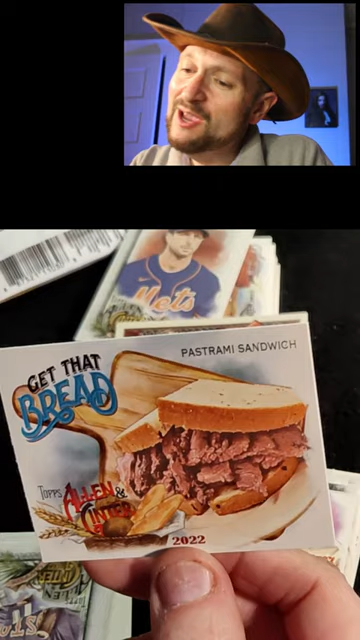 Mets
GET THAT
BREAD
PASTRAMI SANDWICH
TOPPS
ALLEN &
GINTER
2022